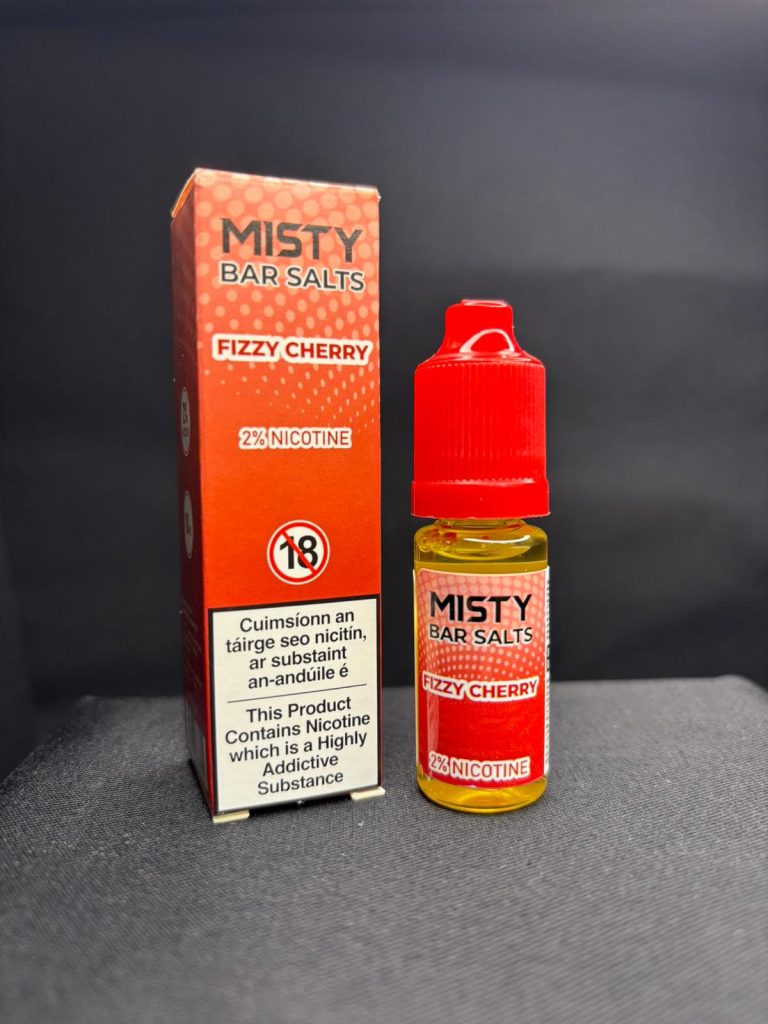 MISTY
BAR SALTS
FIZZY CHERRY
2% NICOTINE
18
Cuimsíonn an
táirge seo nicitín,
ar substaint
an-andúile é
This Product
Contains Nicotine
which is a Highly
Addictive
Substance
MISTY
BAR SALTS
FIZZY CHERRY
2% NICOTINE